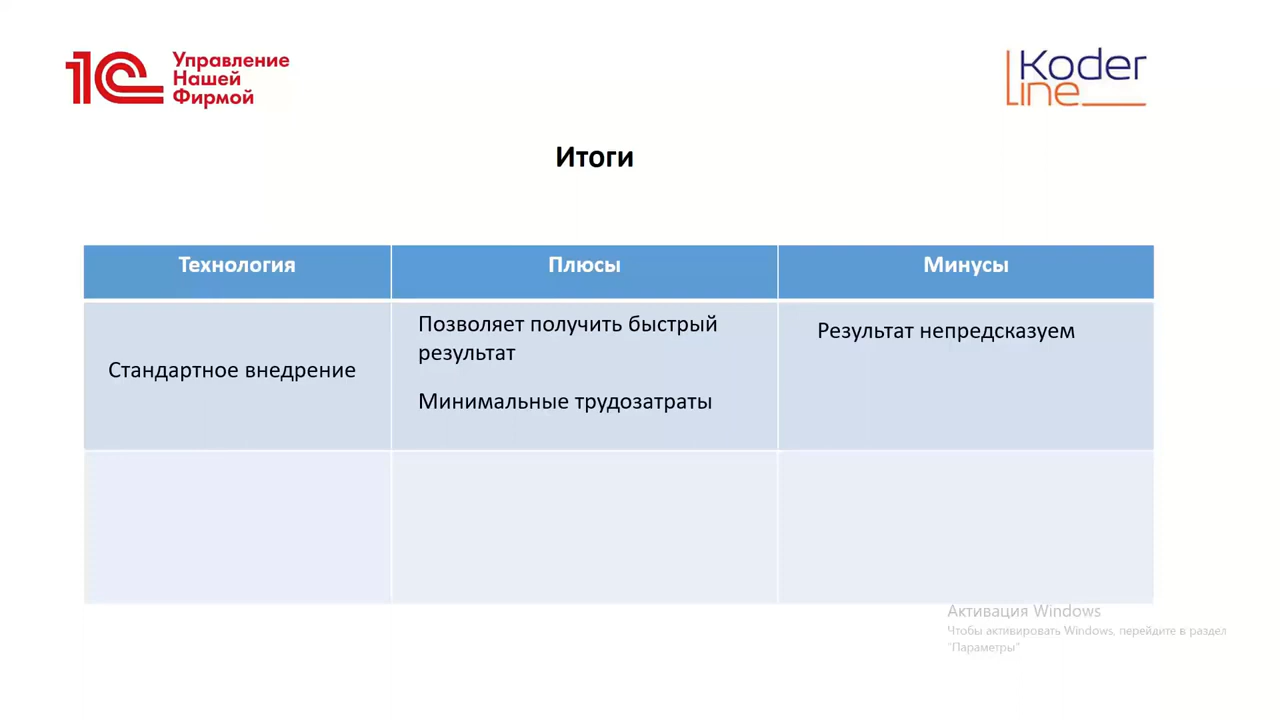 1С
Управление
Нашей
Фирмой
Koder
Line
Итоги
Технология
Плюсы
Минусы
Стандартное внедрение
Позволяет получить быстрый
результат
Минимальные трудозатраты
Результат непредсказуем
Активация Windows
Чтобы активировать Windows, перейдите в раздел
"Параметры"